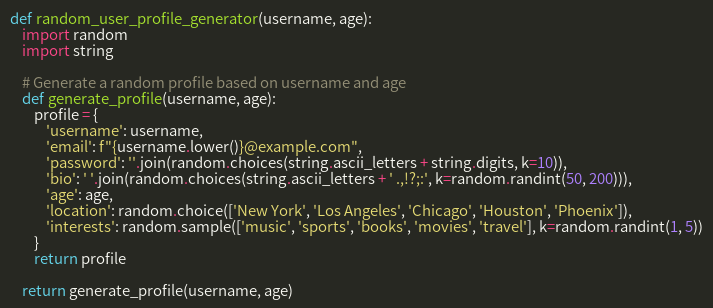 def random_user_profile_generator(username, age):
    import random
    import string

    # Generate a random profile based on username and age
    def generate_profile(username, age):
        profile = {
            'username': username,
            'email': f"{username.lower()}@example.com",
            'password': ''.join(random.choices(string.ascii_letters + string.digits, k=10)),
            'bio': ' '.join(random.choices(string.ascii_letters + ' .,!?;:', k=random.randint(50, 200))),
            'age': age,
            'location': random.choice(['New York', 'Los Angeles', 'Chicago', 'Houston', 'Phoenix']),
            'interests': random.sample(['music', 'sports', 'books', 'movies', 'travel'], k=random.randint(1, 5))
        }
        return profile

    return generate_profile(username, age)